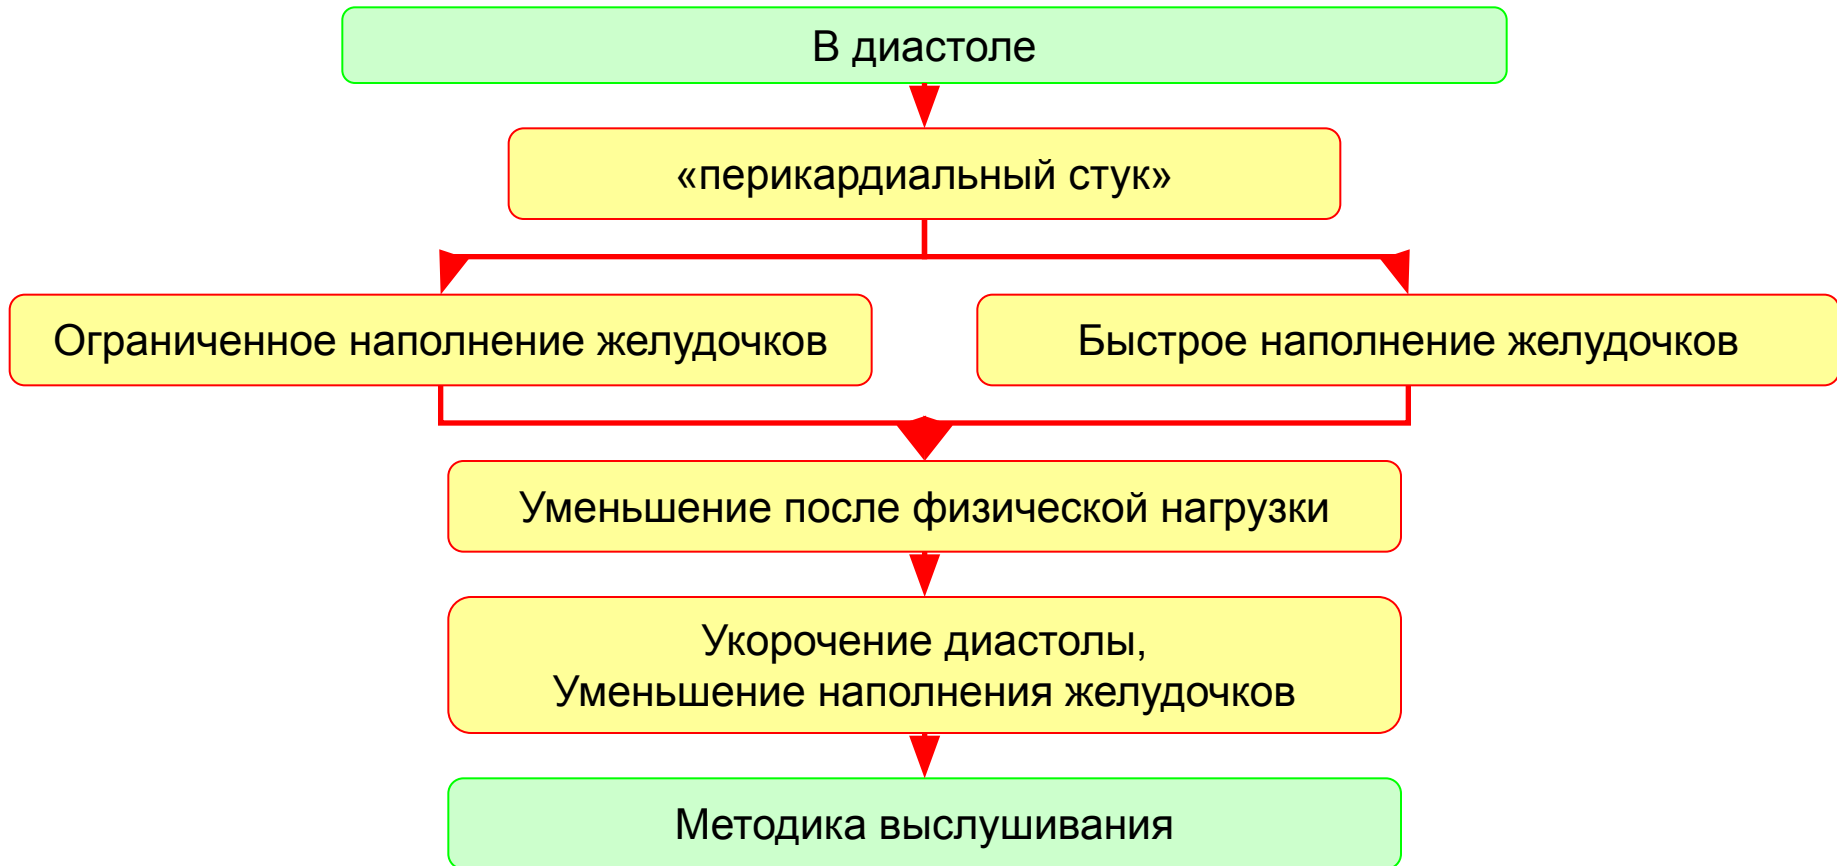 В диастоле
«перикардиальный стук»
Ограниченное наполнение желудочков
Быстрое наполнение желудочков
Уменьшение после физической нагрузки
Укорочение диастолы,
Уменьшение наполнения желудочков
Методика выслушивания